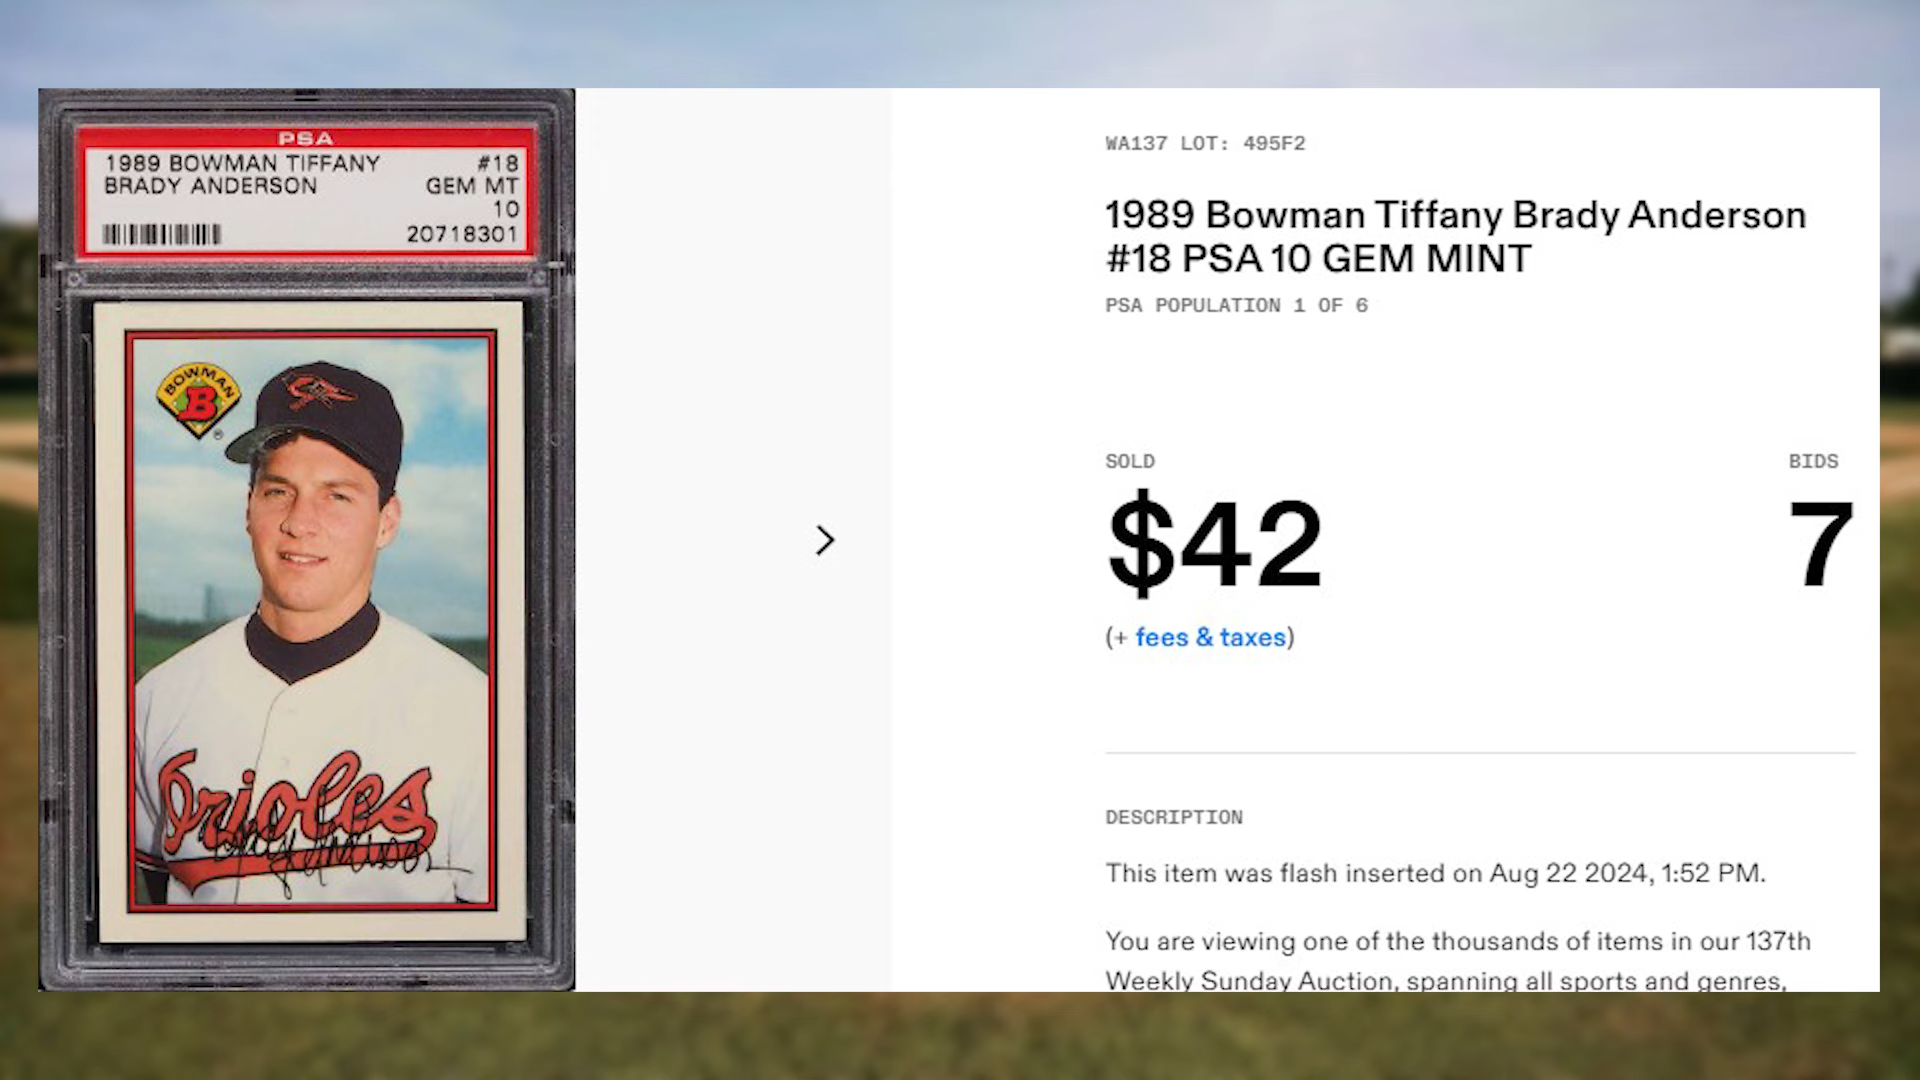 PSA
1989 BOWMAN TIFFANY #18
BRADY ANDERSON GEM MT
10
20718301
BOWMAN
B
®
Orioles
WA137 LOT: 495F2
1989 Bowman Tiffany Brady Anderson
#18 PSA 10 GEM MINT
PSA POPULATION 1 OF 6
SOLD
BIDS
$42
7
(+ fees & taxes)
DESCRIPTION
This item was flash inserted on Aug 22 2024, 1:52 PM.
You are viewing one of the thousands of items in our 137th
Weekly Sunday Auction, spanning all sports and genres,